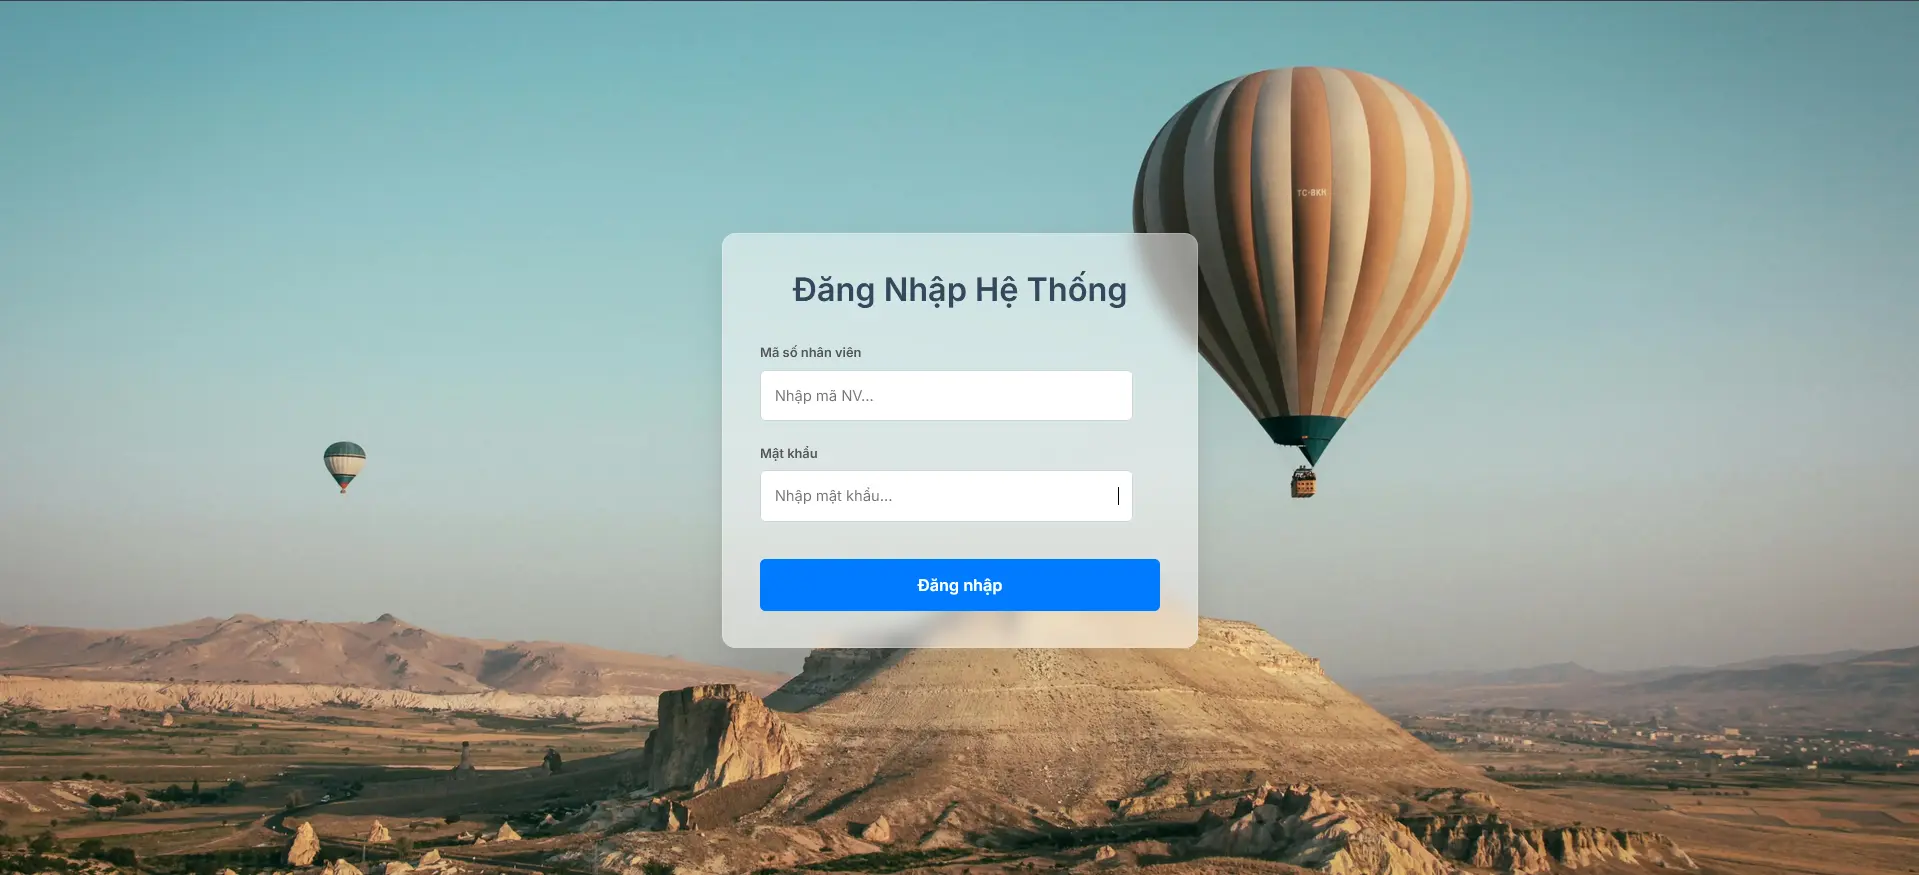 TC-BKH
Đăng Nhập Hệ Thống
Mã số nhân viên
Nhập mã NV...
Mật khẩu
Nhập mật khẩu...
Đăng nhập